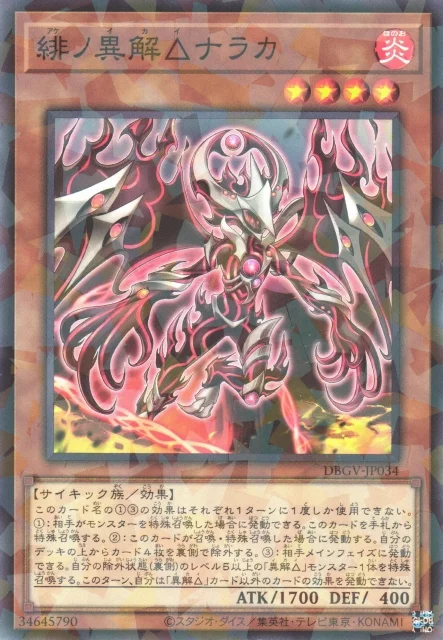 緋ノ異解△ナラカ
アケ イカイ
炎
ほのお
DBGV-JP034
【サイキック族／効果】
このカード名の①③の効果はそれぞれ1ターンに1度しか使用できない。
①：相手がモンスターを特殊召喚した場合に発動できる。このカードを手札から
特殊召喚する。②：このカードが召喚・特殊召喚した場合に発動する。自分の
デッキの上からカード4枚を裏側で除外する。③：相手メインフェイズに発動
できる。自分の除外状態(裏側)のレベル5以上の「異解△」モンスター1体を特殊
召喚する。このターン、自分は「異解△」カード以外のカードの効果を発動できない。
ATK/1700 DEF/ 400
34645790
©スタジオ・ダイス／集英社・テレビ東京・KONAMI